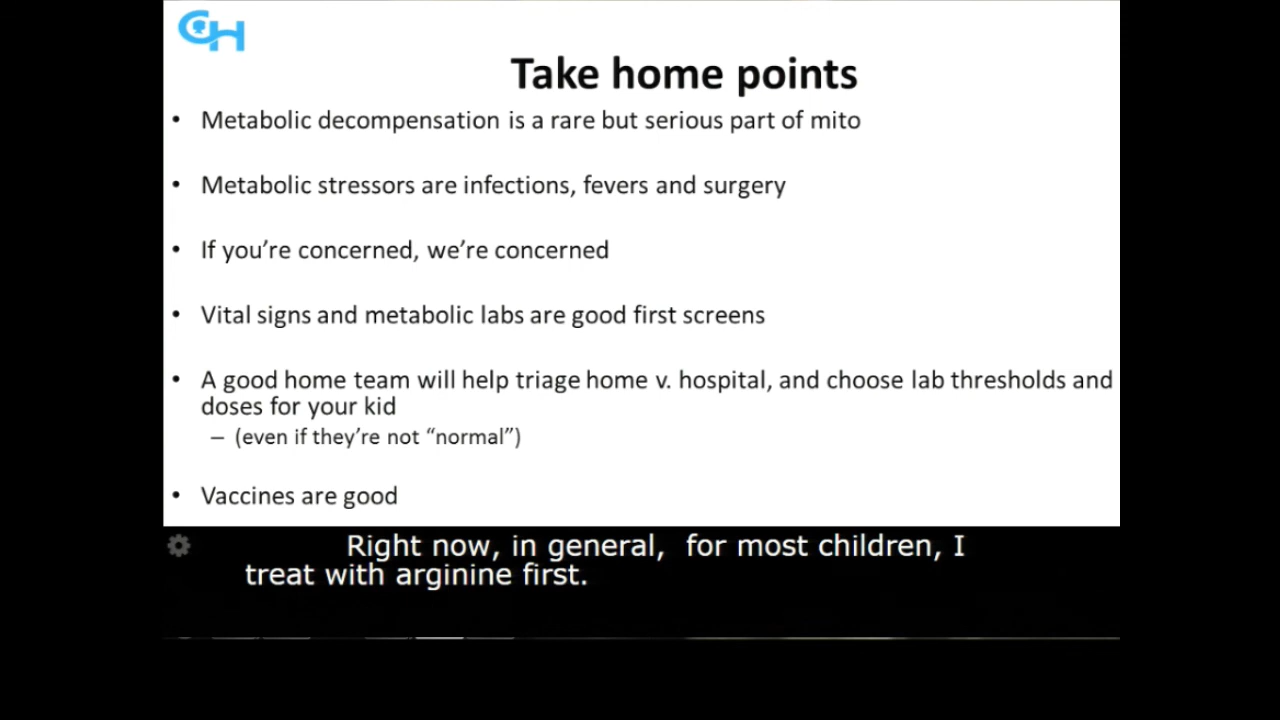 CH
Take home points
• Metabolic decompensation is a rare but serious part of mito
• Metabolic stressors are infections, fevers and surgery
• If you’re concerned, we’re concerned
• Vital signs and metabolic labs are good first screens
• A good home team will help triage home v. hospital, and choose lab thresholds and
doses for your kid
– (even if they’re not “normal”)
• Vaccines are good
Right now, in general, for most children, I
treat with arginine first.